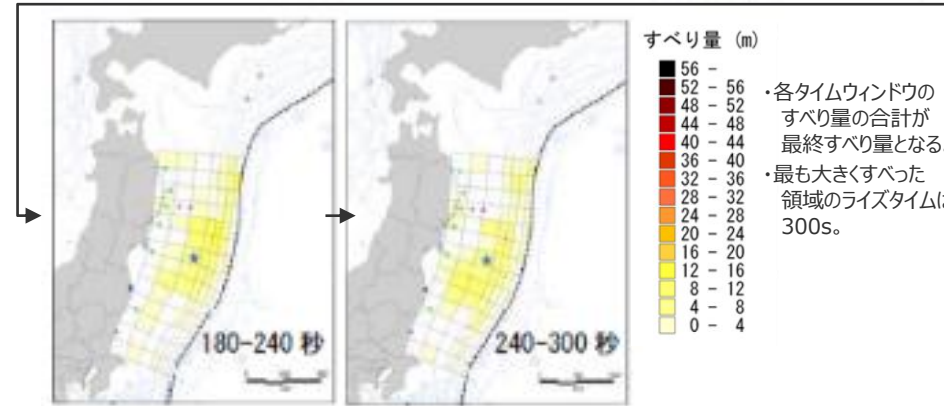 すべり量 (m)
56 -
52 - 56
48 - 52
44 - 48
40 - 44
36 - 40
32 - 36
28 - 32
24 - 28
20 - 24
16 - 20
12 - 16
8 - 12
4 - 8
0 - 4
・各タイムウィンドウの
すべり量の合計が
最終すべり量となる
・最も大きくすべった
領域のライズタイムは
300s。
180-240 秒
240-300 秒